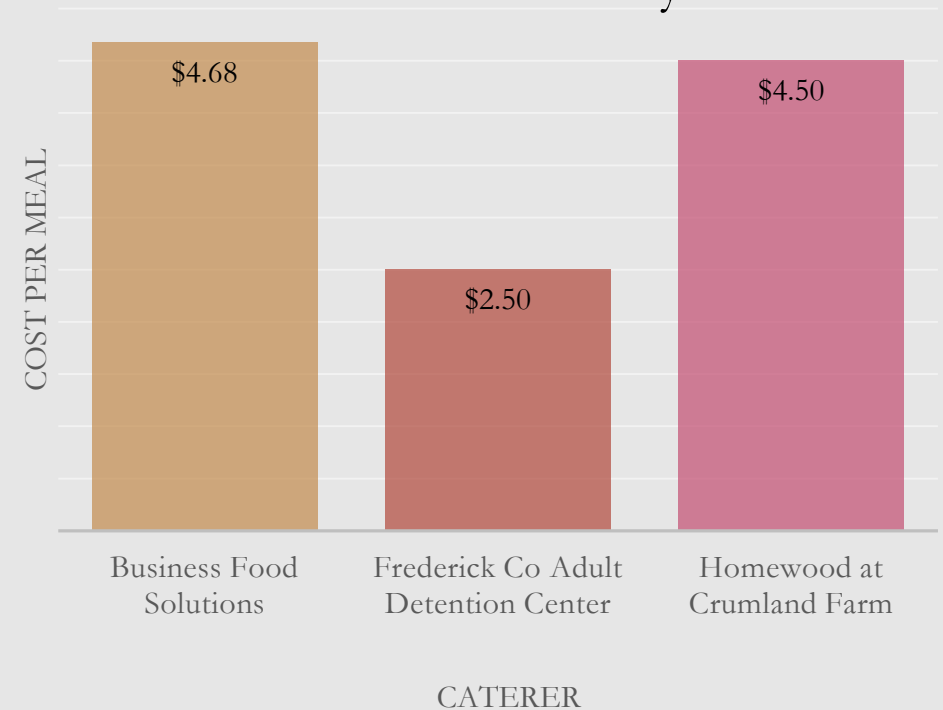 $4.68
$4.50
$2.50
COST PER MEAL
Business Food
Solutions
Frederick Co Adult
Detention Center
Homewood at
Crumland Farm
CATERER